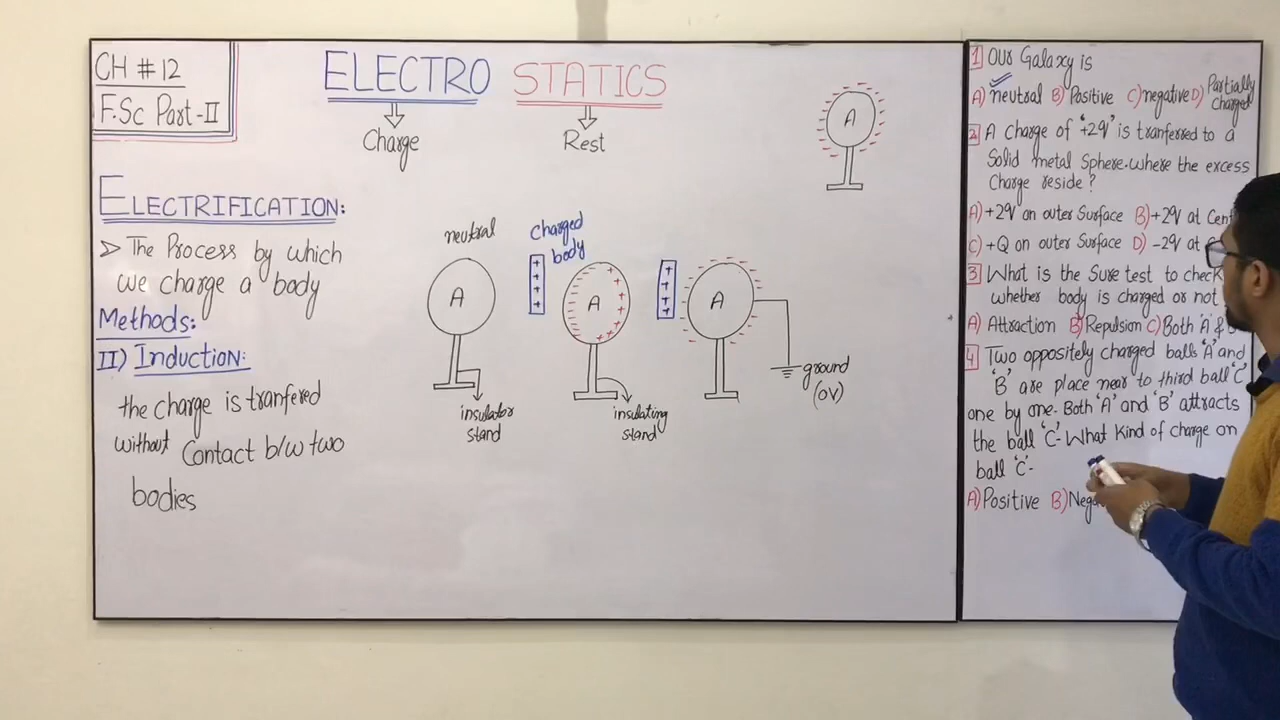 CH # 12
F.Sc Part-II
ELECTRO STATICS
Charge
Rest
ELECTRIFICATION:
The Process by which
we charge a body
Methods:
II) Induction:
the charge is tranfered
without Contact b/w two
bodies
neutral
A
insulator
stand
charged
body
+
+
+
+
A
insulating
stand
+
+
+
+
A
ground
(0V)
A
1 Our Galaxy is
A) neutral B) Positive C) negative D) Partially
charged
2 A charge of '+2q' is tranferred to a
Solid metal Sphere. where the excess
Charge reside?
A) +2q on outer Surface B) +2q at
C) +Q on outer Surface D) -2q at
3 What is the Sure test to check
whether body is charged or not
A) Attraction B) Repulsion C) Both 'A' &
4 Two oppositely charged balls 'A' and
'B' are place near to third ball 'C'
one by one. Both 'A' and 'B' attracts
the ball 'C'- What kind of charge on
ball 'C'-
A) Positive B)